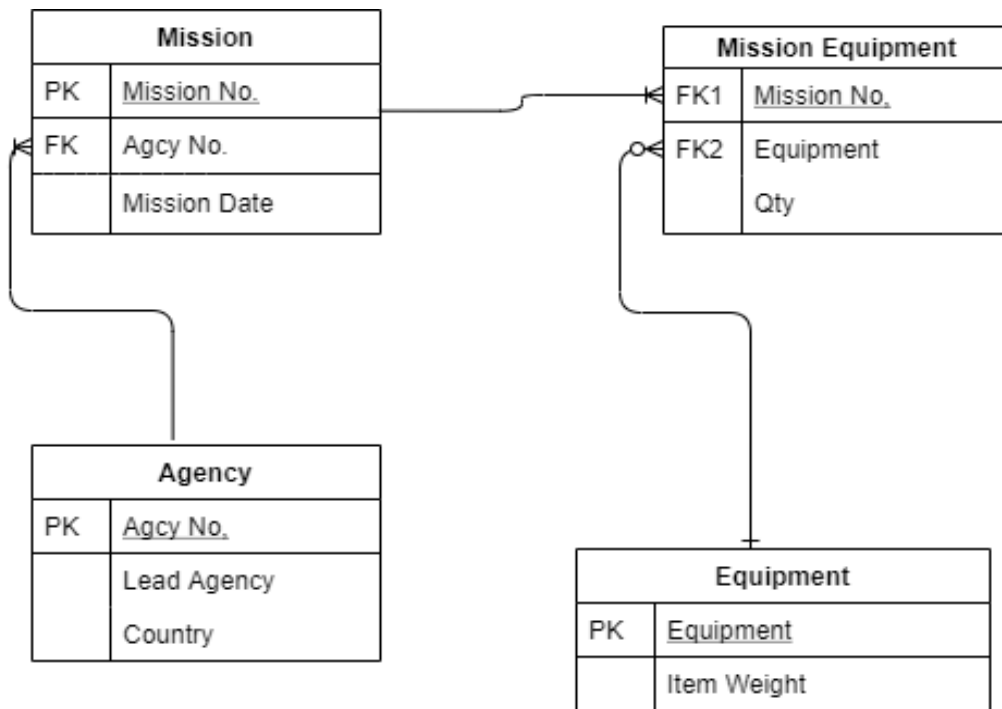 Mission
PK Mission No.
FK Agcy No.
Mission Date
Mission Equipment
FK1 Mission No,
FK2 Equipment
Qty
Agency
PK Agcy No,
Lead Agency
Country
Equipment
PK Equipment
Item Weight